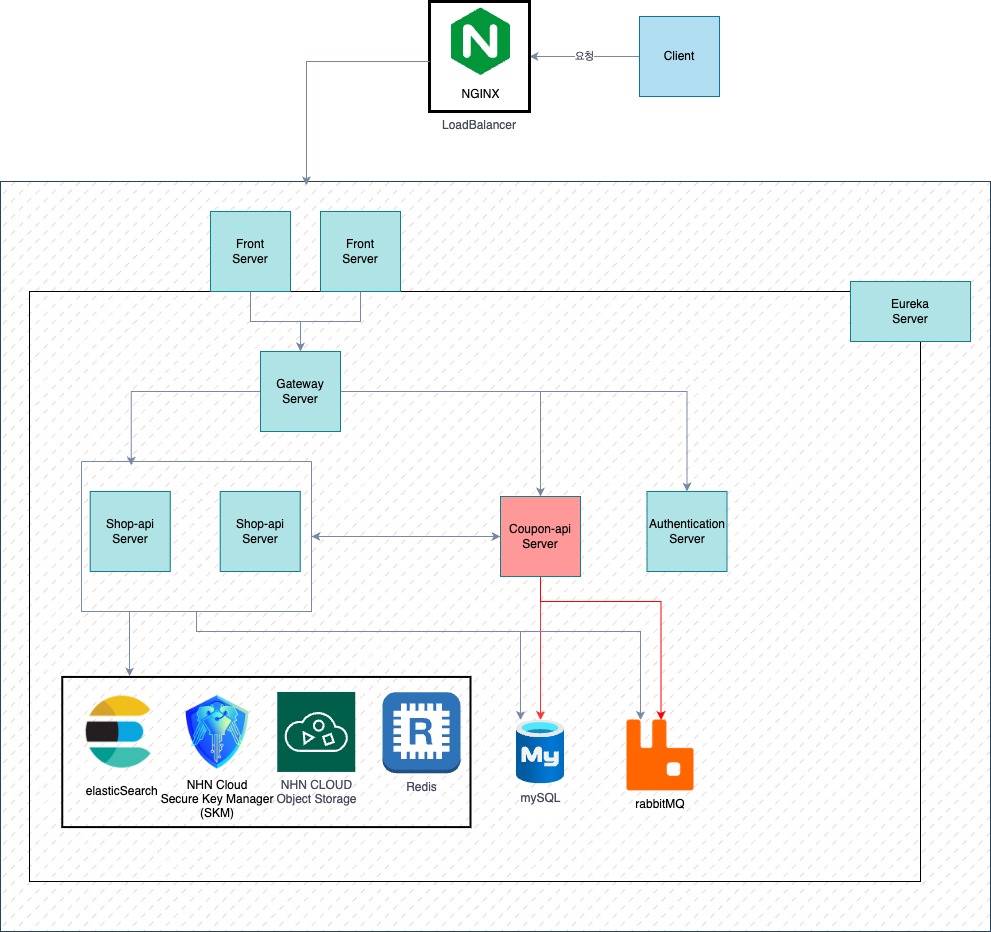 NGINX
LoadBalancer
요청
Client
Front
Server
Front
Server
Eureka
Server
Gateway
Server
Shop-api
Server
Shop-api
Server
Coupon-api
Server
Authentication
Server
elasticSearch
NHN Cloud
Secure Key Manager
(SKM)
NHN CLOUD
Object Storage
R
Redis
My
mySQL
rabbitMQ